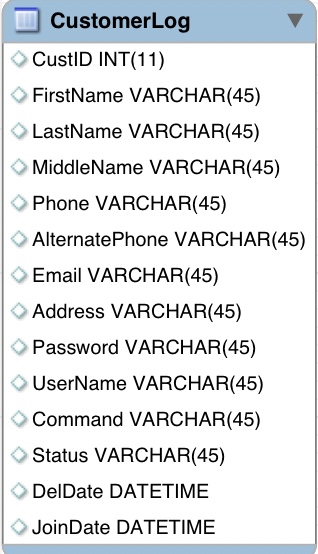 CustomerLog
CustID INT(11)
FirstName VARCHAR(45)
LastName VARCHAR(45)
MiddleName VARCHAR(45)
Phone VARCHAR(45)
AlternatePhone VARCHAR(45)
Email VARCHAR(45)
Address VARCHAR(45)
Password VARCHAR(45)
UserName VARCHAR(45)
Command VARCHAR(45)
Status VARCHAR(45)
DelDate DATETIME
JoinDate DATETIME